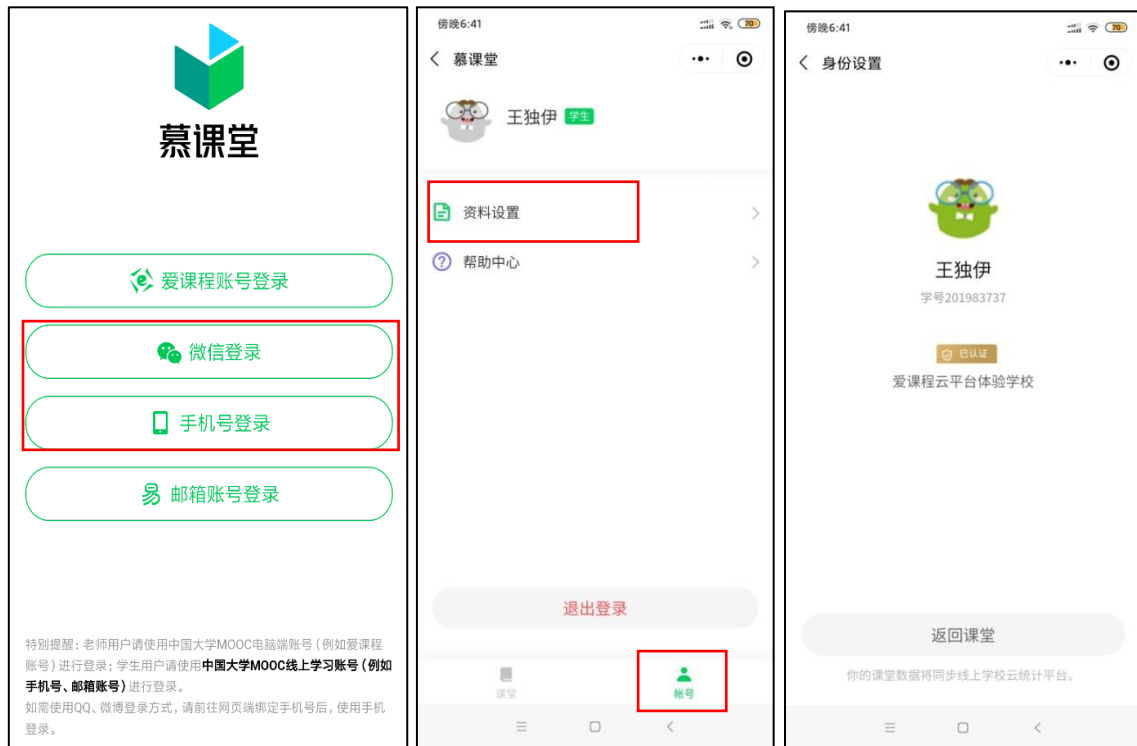 慕课堂
爱课程账号登录
微信登录
手机号登录
邮箱账号登录
特别提醒：老师用户请使用中国大学MOOC电脑端账号（例如爱课程
账号）进行登录；学生用户请使用中国大学MOOC线上学习账号（例如
手机号、邮箱账号）进行登录。
如需使用QQ、微博登录方式，请前往网页端绑定手机号后，使用手机
登录。
傍晚6:41
70
慕课堂
王独伊 学生
资料设置
帮助中心
退出登录
课堂
帐号
傍晚6:41
70
身份设置
王独伊
学号201983737
已认证
爱课程云平台体验学校
返回课堂
你的课堂数据将同步线上学校云统计平台。